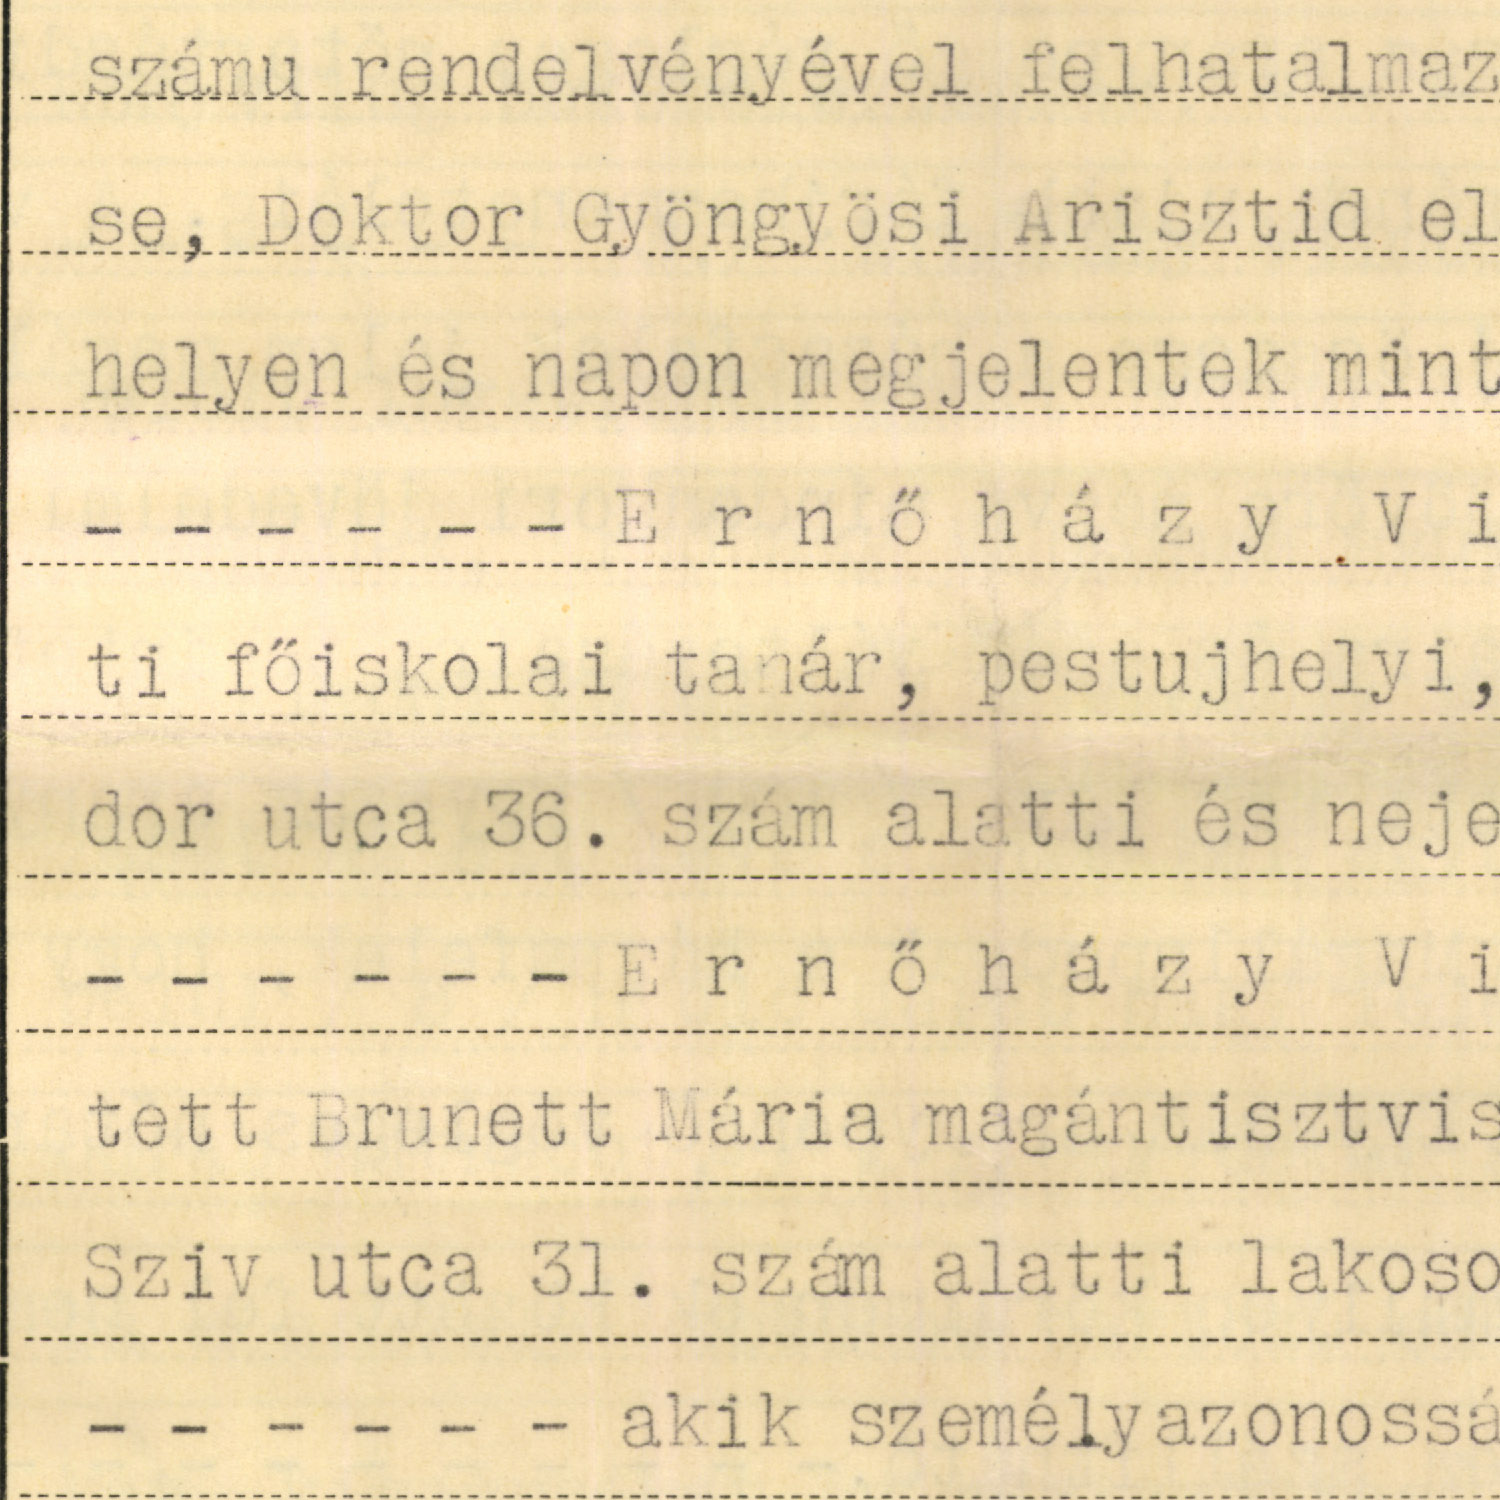 számu rendelvényével felhatalmaz
se, Doktor Gyöngyösi Arisztid el
helyen és napon megjelentek mint
- - - - - - E r n ő h á z y V i
ti főiskolai tanár, pestujhelyi,
dor utca 36. szám alatti és neje
- - - - - - E r n ő h á z y V i
tett Brunett Mária magántisztvis
Sziv utca 31. szám alatti lakoso
- - - - - - akik személyazonossá